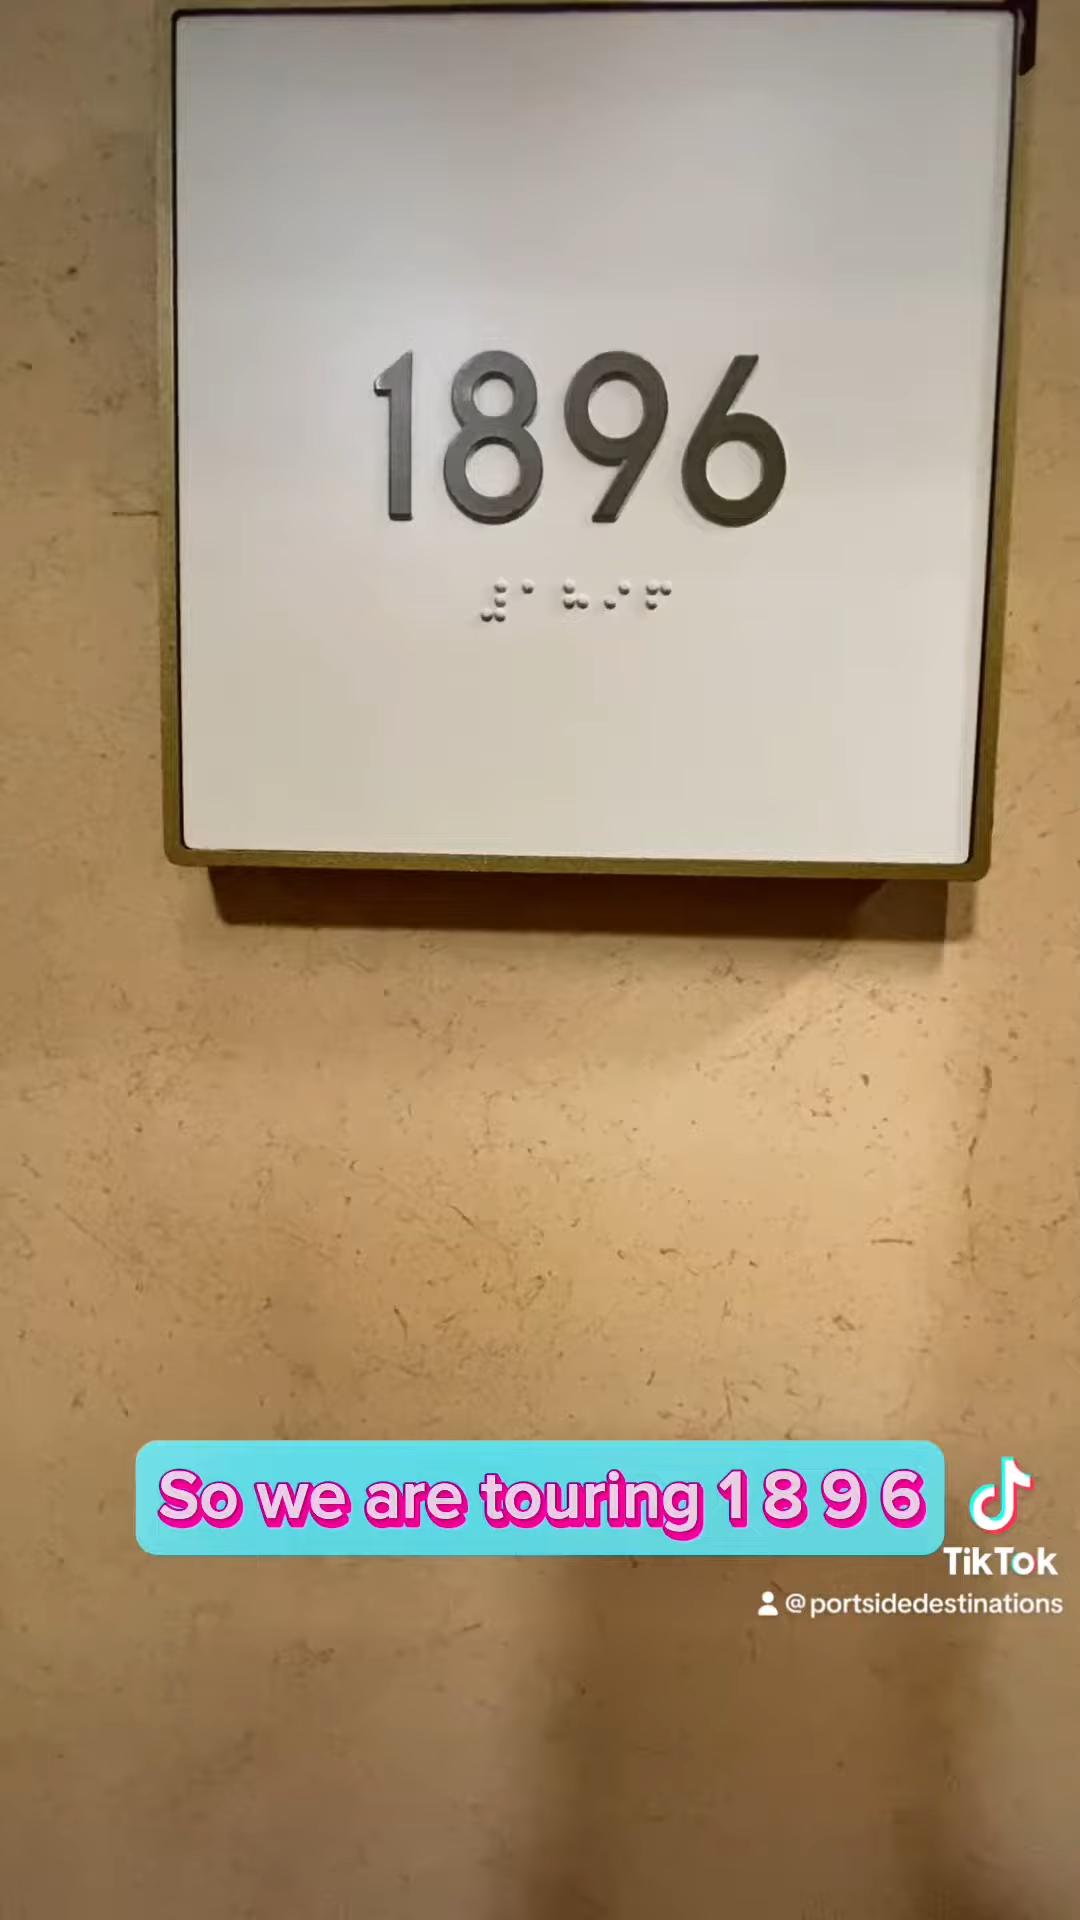 1896
⠼⠁⠓⠊⠋
So we are touring 1 8 9 6
TikTok
@portsidedestinations